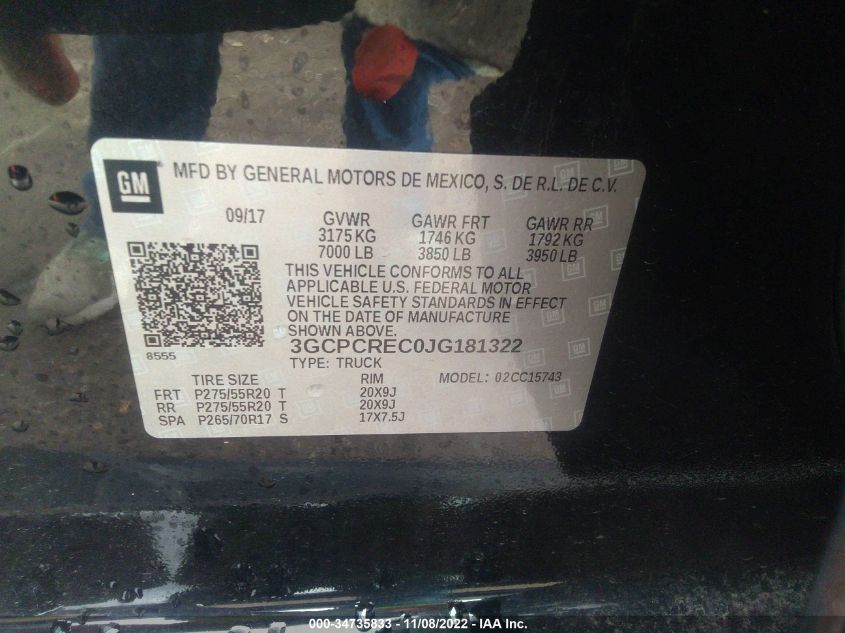 GM
MFD BY GENERAL MOTORS DE MEXICO, S. DE R.L. DE C.V.
09/17 GVWR GAWR FRT GAWR RR
3175 KG 1746 KG 1792 KG
7000 LB 3850 LB 3950 LB
THIS VEHICLE CONFORMS TO ALL
APPLICABLE U.S. FEDERAL MOTOR
VEHICLE SAFETY STANDARDS IN EFFECT
ON THE DATE OF MANUFACTURE
SHOWN ABOVE.
8555
3GCPCREC0JG181322
TYPE: TRUCK
TIRE SIZE RIM MODEL: 02CC15743
FRT P275/55R20 T 20X9J
RR P275/55R20 T 20X9J
SPA P265/70R17 S 17X7.5J
000-34735833 - 11/08/2022 - IAA Inc.